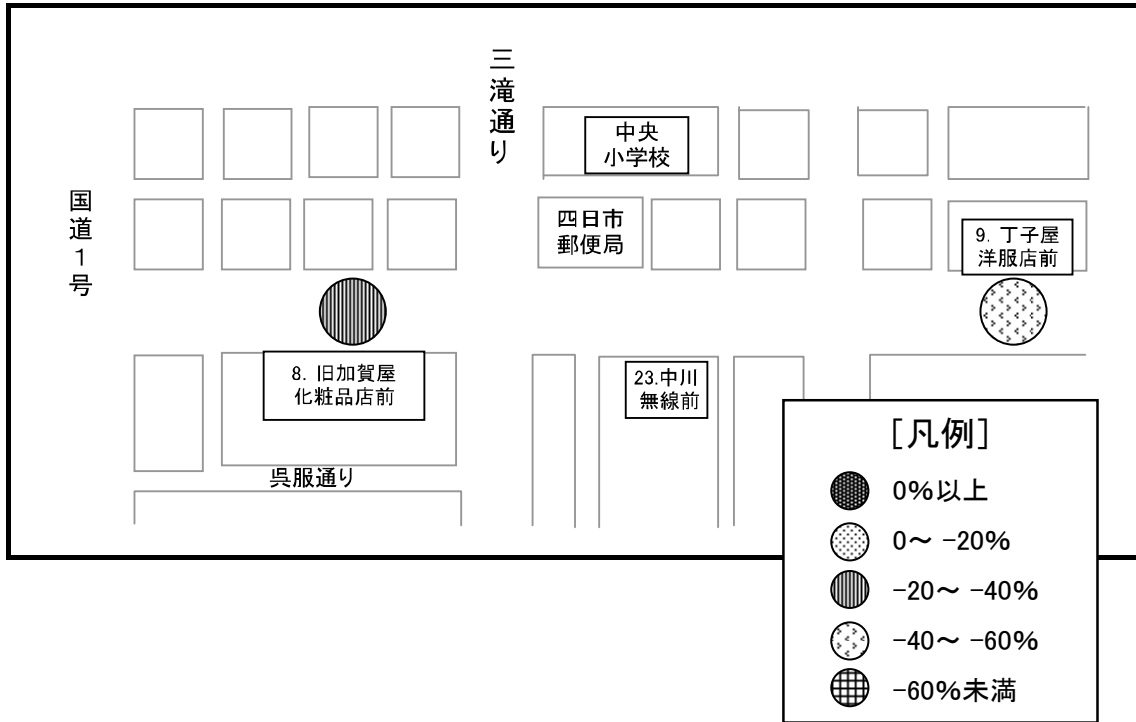 三滝通り
中央
小学校
国道1号
四日市
郵便局
9. 丁子屋
洋服店前
8. 旧加賀屋
化粧品店前
23.中川
無線前
呉服通り
[凡例]
0%以上
0～ -20%
-20～ -40%
-40～ -60%
-60%未満